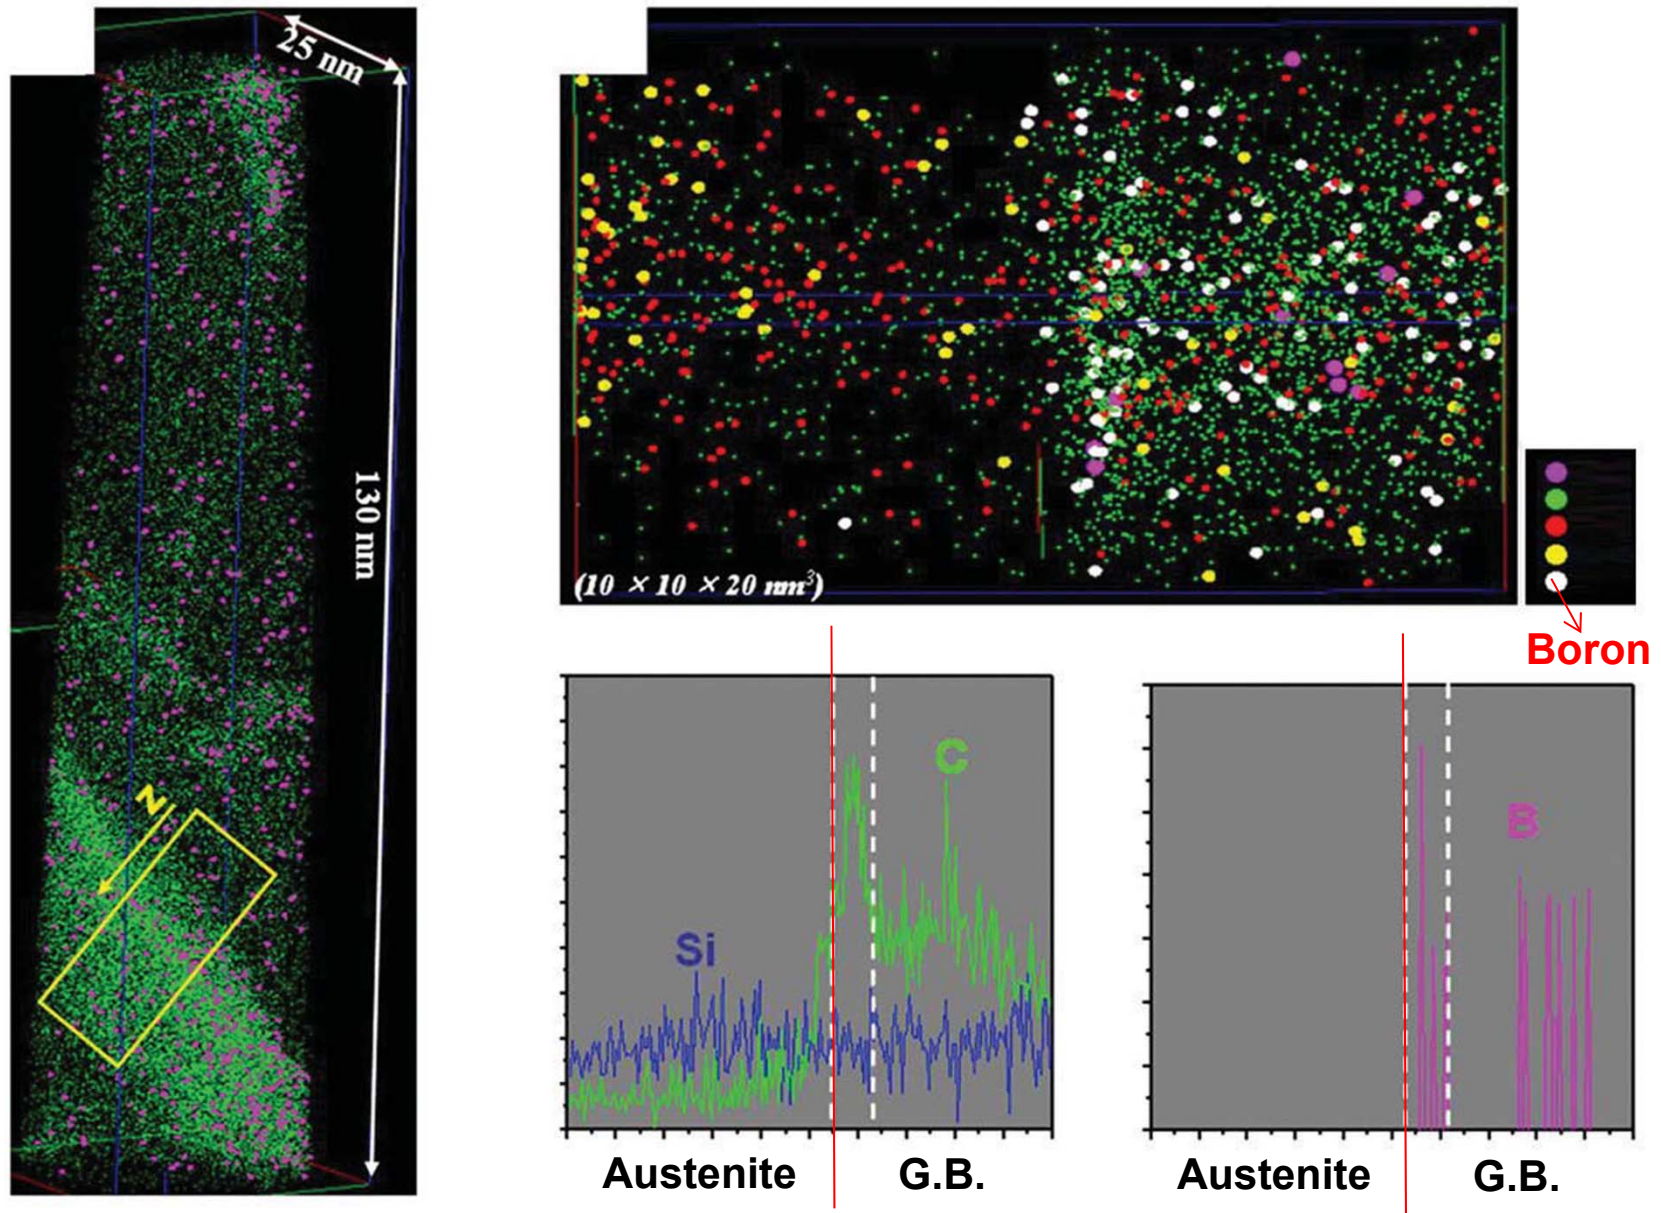 25 nm
130 nm
N
(10 × 10 × 20 nm³)
Boron
C
Si
B
Austenite
G.B.
Austenite
G.B.